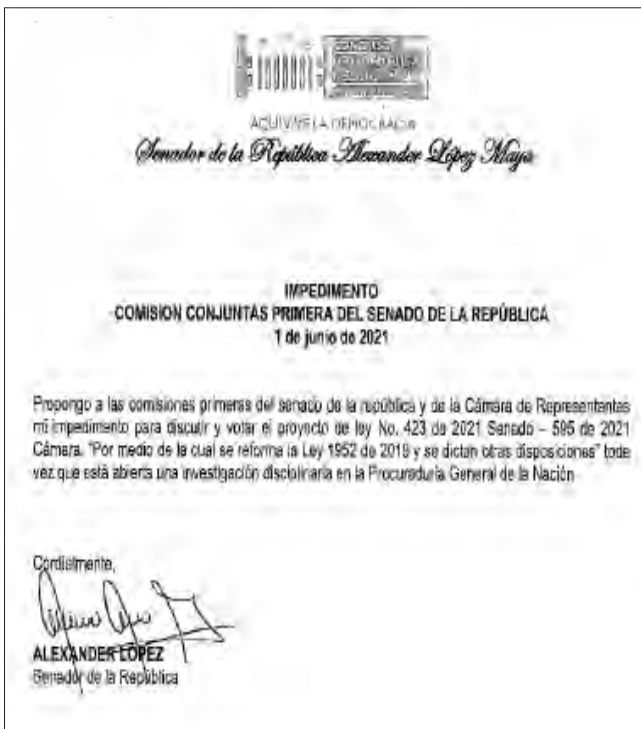 AQUÍ VIVE LA DEMOCRACIA
Senador de la República Alexander López Maya
IMPEDIMENTO
COMISION CONJUNTAS PRIMERA DEL SENADO DE LA REPÚBLICA
1 de junio de 2021
Propongo a las comisiones primeras del senado de la república y de la Cámara de Representantes
mi impedimento para discutir y votar el proyecto de ley No. 423 de 2021 Senado – 595 de 2021
Cámara. "Por medio de la cual se reforma la Ley 1952 de 2019 y se dictan otras disposiciones" toda
vez que está abierta una investigación disciplinaria en la Procuraduría General de la Nación
Cordialmente,
ALEXANDER LÓPEZ
Senador de la República